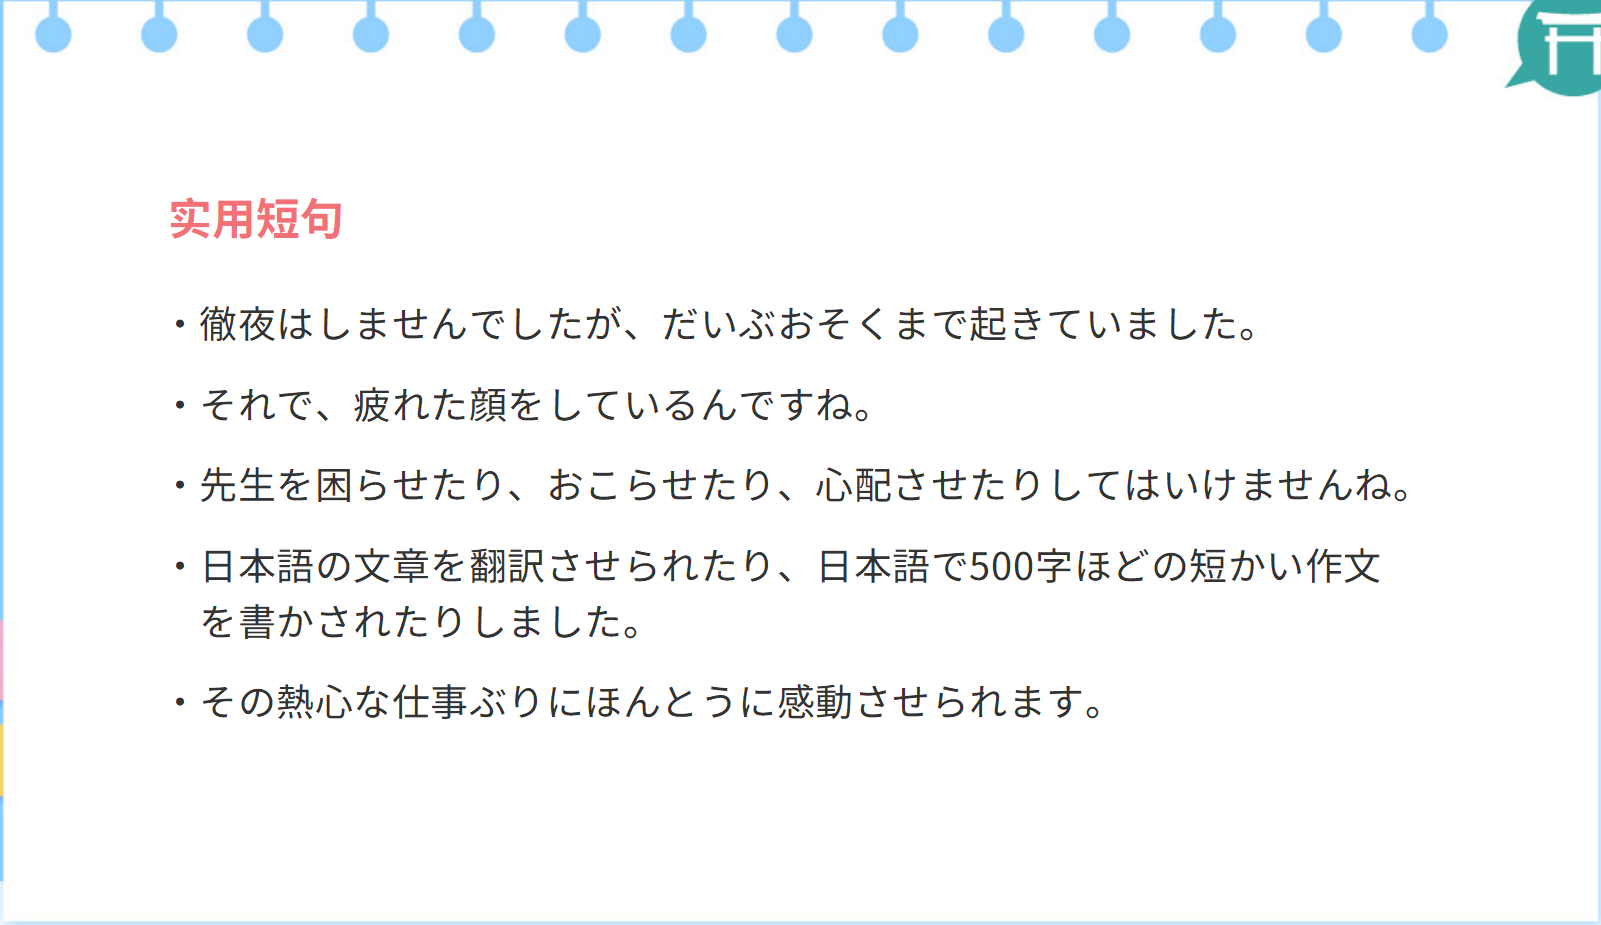 实用短句
・徹夜はしませんでしたが、だいぶおそくまで起きていました。
・それで、疲れた顔をしているんですね。
・先生を困らせたり、おこらせたり、心配させたりしてはいけませんね。
・日本語の文章を翻訳させられたり、日本語で500字ほどの短かい作文
を書かされたりしました。
・その熱心な仕事ぶりにほんとうに感動させられます。